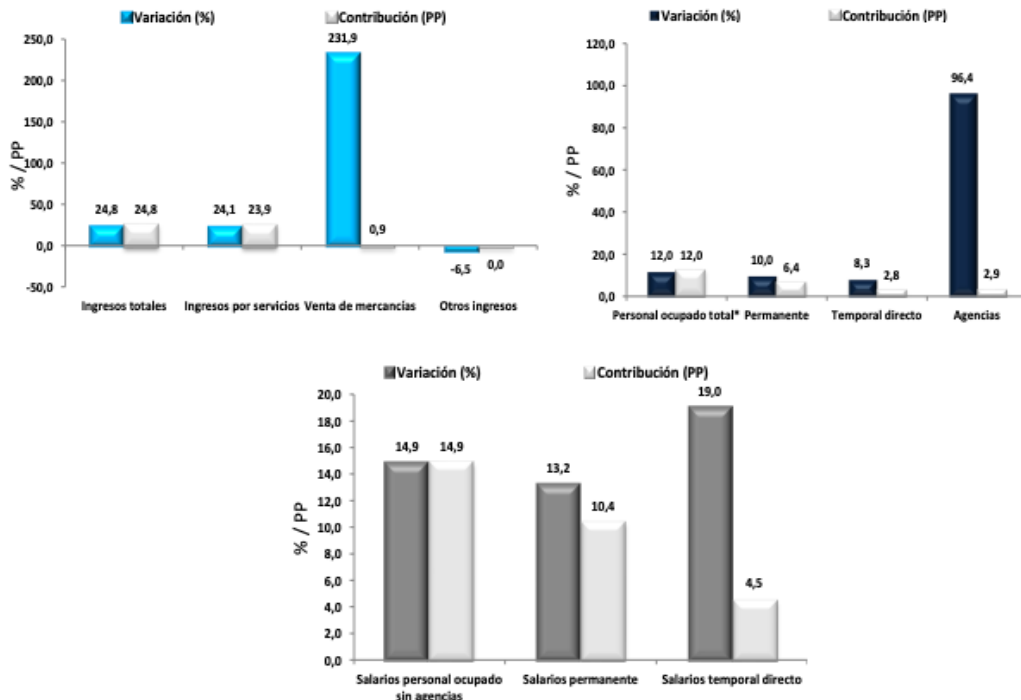 Variación (%) Contribución (PP)
250,0
200,0
150,0
100,0
50,0
0,0
-50,0
% / PP
24,8 24,8 24,1 23,9 231,9 0,9 -6,5 0,0
Ingresos totales Ingresos por servicios Venta de mercancias Otros ingresos
Variación (%) Contribución (PP)
120,0
100,0
80,0
60,0
40,0
20,0
0,0
% / PP
12,0 12,0 10,0 6,4 8,3 2,8 96,4 2,9
Personal ocupado total* Permanente Temporal directo Agencias
Variación (%) Contribución (PP)
20,0
18,0
16,0
14,0
12,0
10,0
8,0
6,0
4,0
2,0
0,0
% / PP
14,9 14,9 13,2 10,4 19,0 4,5
Salarios personal ocupado Salarios permanente Salarios temporal directo
sin agencias